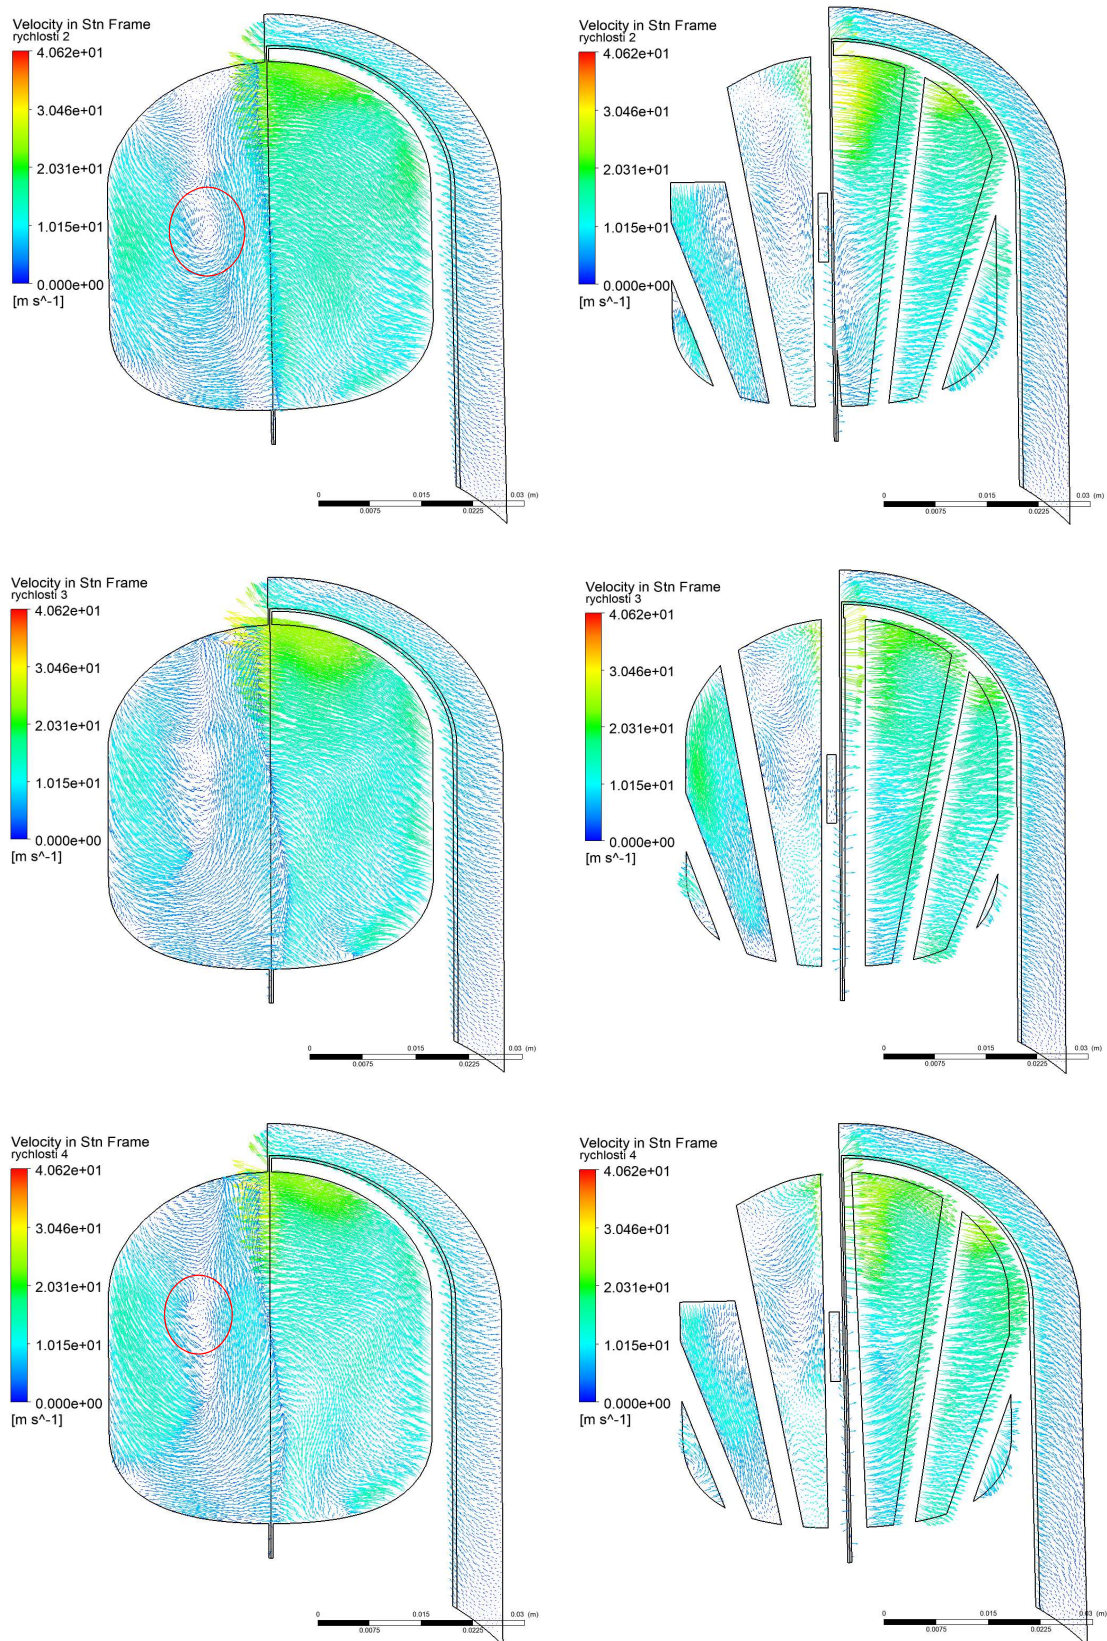 Velocity in Stn Frame
rychlosti 2
4.062e+01
3.046e+01
2.031e+01
1.015e+01
0.000e+00
[m s^-1]
0 0.015 0.03 (m)
0.0075 0.0225
Velocity in Stn Frame
rychlosti 2
4.062e+01
3.046e+01
2.031e+01
1.015e+01
0.000e+00
[m s^-1]
0 0.015 0.03 (m)
0.0075 0.0225
Velocity in Stn Frame
rychlosti 3
4.062e+01
3.046e+01
2.031e+01
1.015e+01
0.000e+00
[m s^-1]
0 0.015 0.03 (m)
0.0075 0.0225
Velocity in Stn Frame
rychlosti 3
4.062e+01
3.046e+01
2.031e+01
1.015e+01
0.000e+00
[m s^-1]
0 0.015 0.03 (m)
0.0075 0.0225
Velocity in Stn Frame
rychlosti 4
4.062e+01
3.046e+01
2.031e+01
1.015e+01
0.000e+00
[m s^-1]
0 0.015 0.03 (m)
0.0075 0.0225
Velocity in Stn Frame
rychlosti 4
4.062e+01
3.046e+01
2.031e+01
1.015e+01
0.000e+00
[m s^-1]
0 0.015 0.03 (m)
0.0075 0.0225